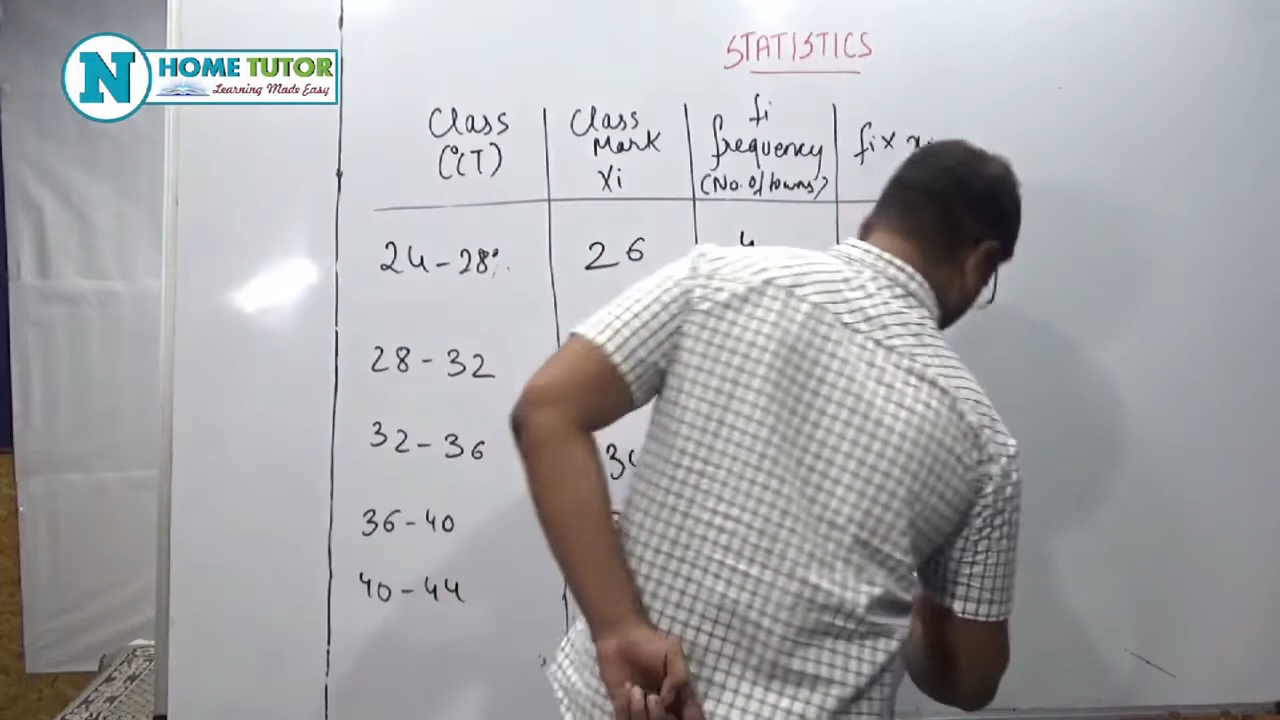 N HOME TUTOR
Learning Made Easy
STATISTICS
Class (°C(T)
Class Mark xi
fi frequency (No. of towns)
fi×
24-28
26
4
28-32
32-36
36-40
40-44